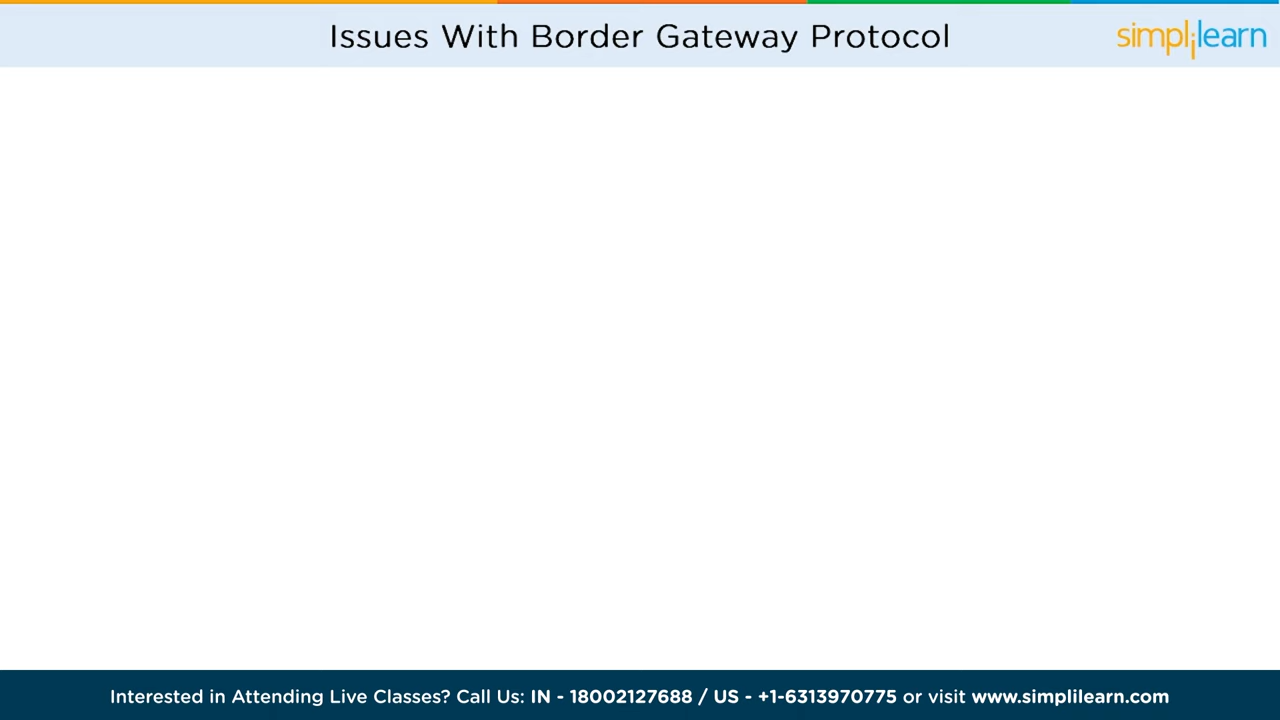 Issues With Border Gateway Protocol
simplilearn
Interested in Attending Live Classes? Call Us: IN - 18002127688 / US - +1-6313970775 or visit www.simplilearn.com